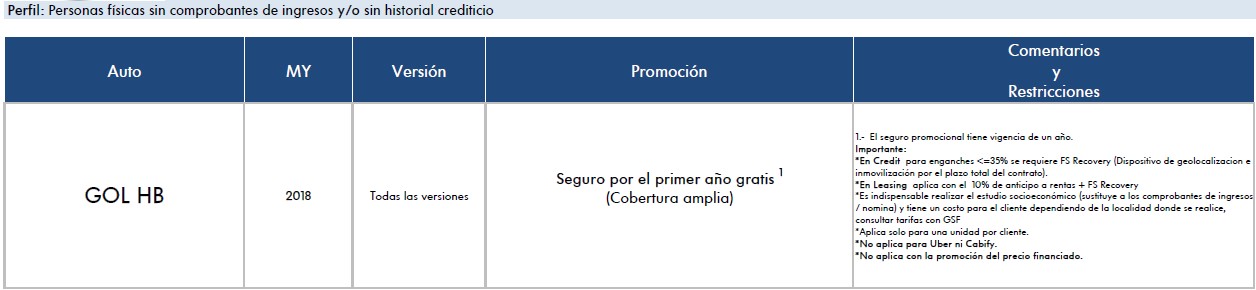 Perfil: Personas físicas sin comprobantes de ingresos y/o sin historial crediticio
Auto
MY
Versión
Promoción
Comentarios
y
Restricciones
GOL HB
2018
Todas las versiones
Seguro por el primer año gratis 1
(Cobertura amplia)
1.- El seguro promocional tiene vigencia de un año.
Importante:
*En Credit para enganches <=35% se requiere FS Recovery (Dispositivo de geolocalizacion e
inmovilización por el plazo total del contrato).
*En Leasing aplica con el 10% de anticipo a rentas + FS Recovery
*Es indispensable realizar el estudio socioeconómico (sustituye a los comprobantes de ingresos
/ nomina) y tiene un costo para el cliente dependiendo de la localidad donde se realice,
consultar tarifas con GSF
*Aplica solo para una unidad por cliente.
*No aplica para Uber ni Cabify.
*No aplica con la promoción del precio financiado.